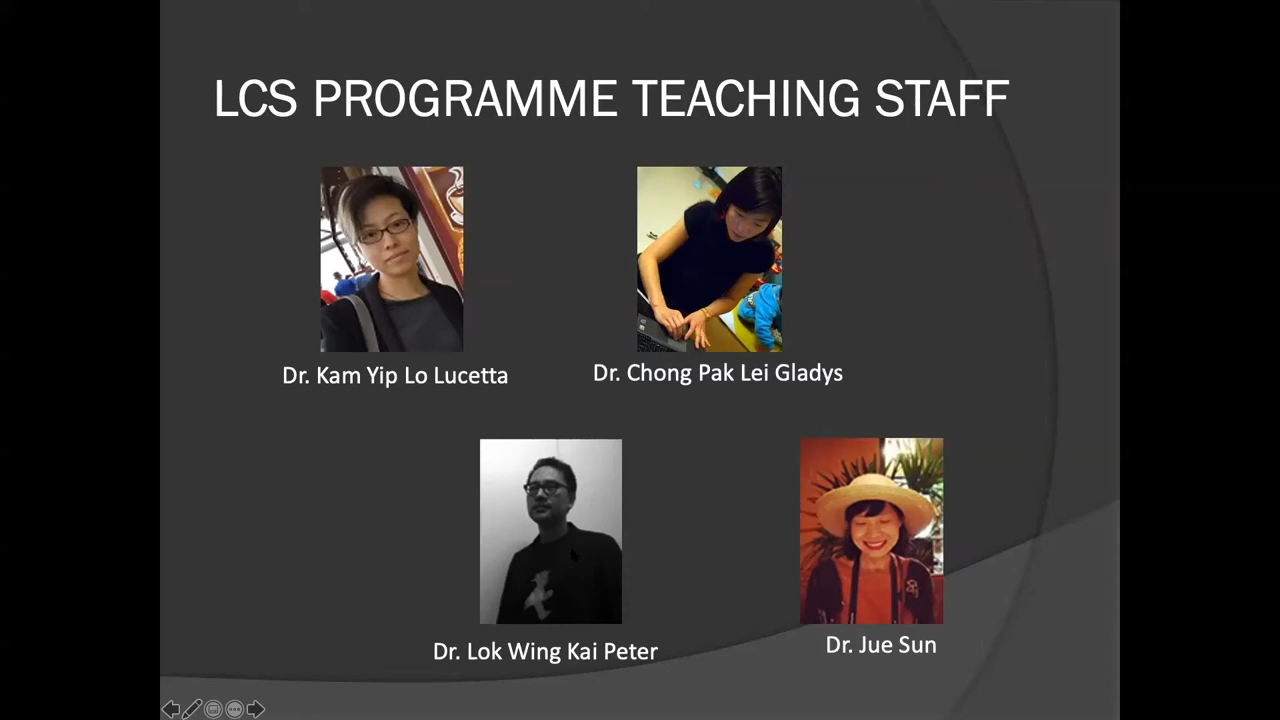 LCS PROGRAMME TEACHING STAFF
Dr. Kam Yip Lo Lucetta
Dr. Chong Pak Lei Gladys
Dr. Lok Wing Kai Peter
Dr. Jue Sun